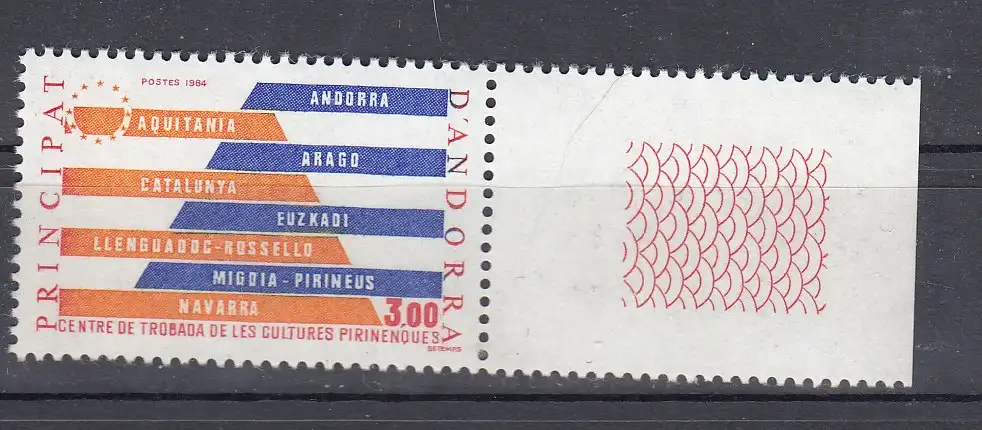 PRINCIPAT
POSTES 1984
ANDORRA
AQUITANIA
ARAGO
CATALUNYA
EUZKADI
LLENGUADOC-ROSSELLO
MIGDIA-PIRINEUS
NAVARRA
3,00
D'ANDORRA
CENTRE DE TROBADA DE LES CULTURES PIRINENQUES
DETEMPS